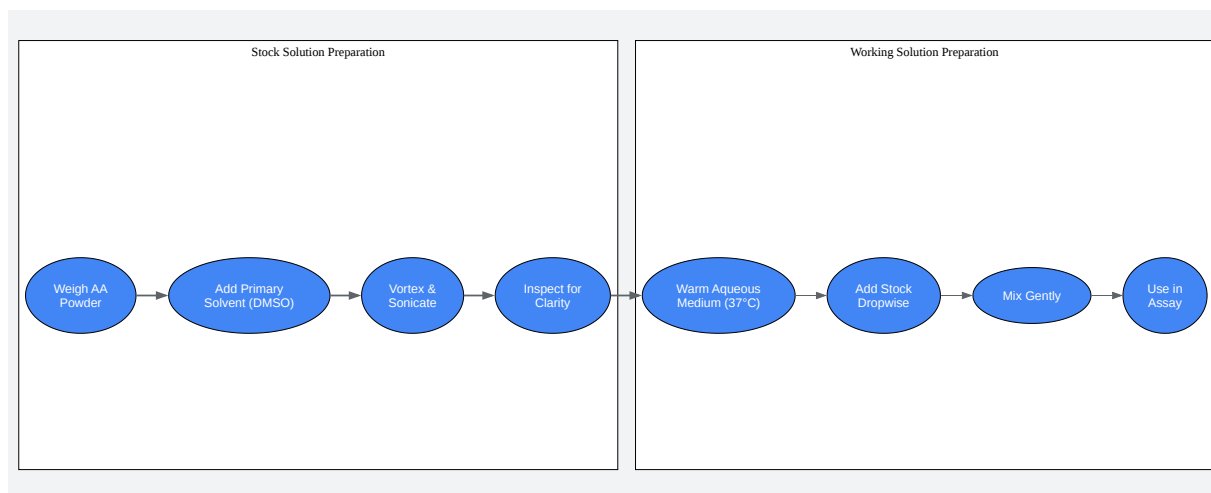 Stock Solution Preparation
Working Solution Preparation
Weigh AA
Powder
Add Primary
Solvent (DMSO)
Vortex &
Sonicate
Inspect for
Clarity
Warm Aqueous
Medium (37°C)
Add Stock
Dropwise
Mix Gently
Use in
Assay